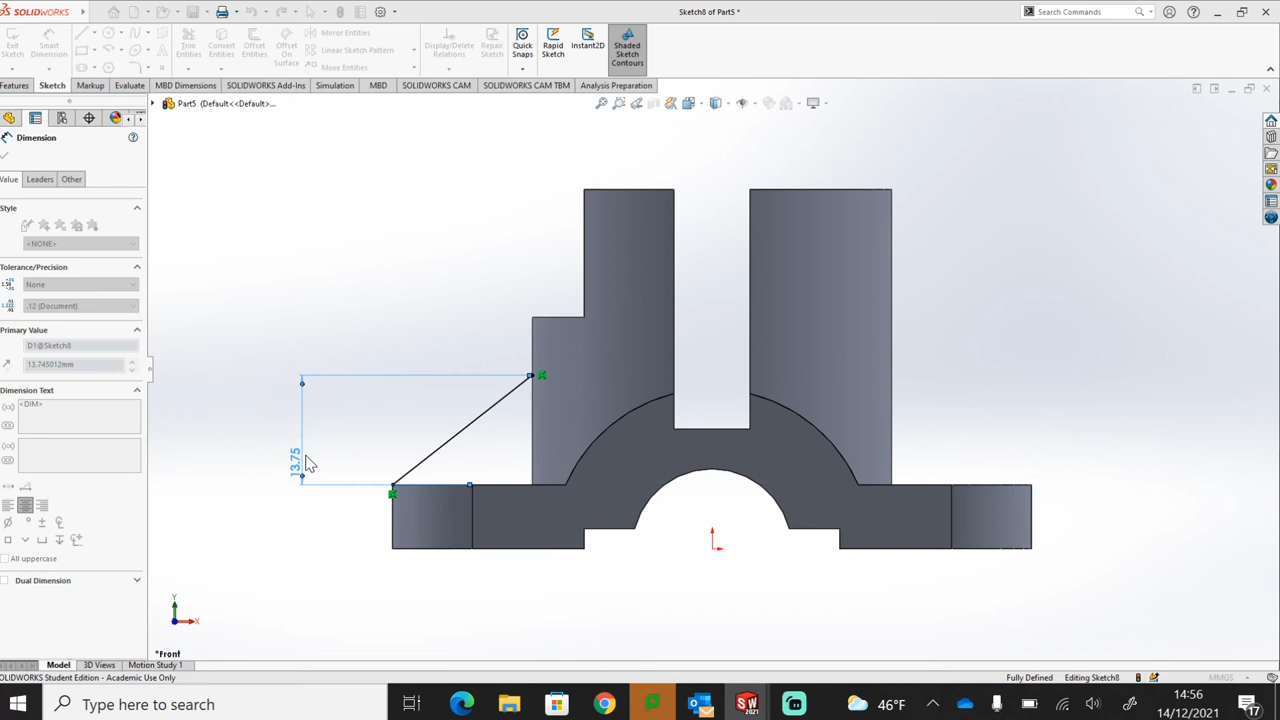 SOLIDWORKS
Sketch8 of Part5 *
Search Commands
Exit Sketch
Smart Dimension
Trim Entities
Convert Entities
Offset Entities
Offset On Surface
Mirror Entities
Linear Sketch Pattern
Move Entities
Display/Delete Relations
Repair Sketch
Quick Snaps
Rapid Sketch
Instant2D
Shaded Sketch Contours
Features Sketch Markup Evaluate MBD Dimensions SOLIDWORKS Add-Ins Simulation MBD SOLIDWORKS CAM SOLIDWORKS CAM TBM Analysis Preparation
Part5 (Default<<Default>...
Dimension
Value Leaders Other
Style
<NONE>
Tolerance/Precision
None
.12 (Document)
Primary Value
D1@Sketch8
13.745012mm
Dimension Text
<DIM>
All uppercase
Dual Dimension
13.75
Y
X
*Front
Model 3D Views Motion Study 1
OLIDWORKS Student Edition - Academic Use Only
Fully Defined Editing Sketch8 MMGS
Type here to search
SW
2021
46°F
14:56
14/12/2021
17